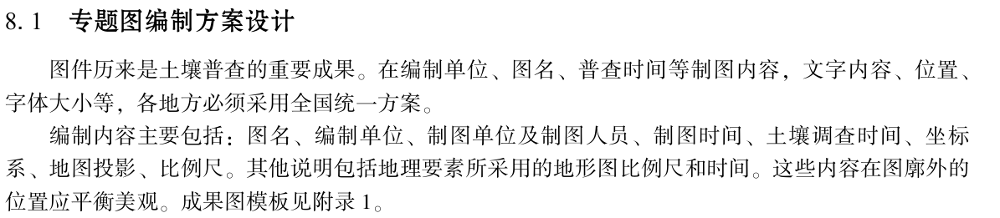 8.1 专题图编制方案设计
图件历来是土壤普查的重要成果。在编制单位、图名、普查时间等制图内容，文字内容、位置、
字体大小等，各地方必须采用全国统一方案。
编制内容主要包括：图名、编制单位、制图单位及制图人员、制图时间、土壤调查时间、坐标
系、地图投影、比例尺。其他说明包括地理要素所采用的地形图比例尺和时间。这些内容在图廓外的
位置应平衡美观。成果图模板见附录 1。